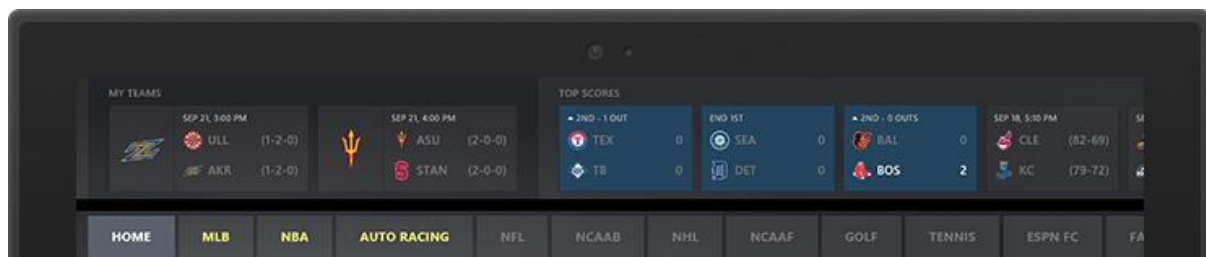 MY TEAMS
SEP 21, 3:00 PM
ULL (1-2-0)
AKR (1-2-0)
SEP 21, 4:00 PM
ASU (2-0-0)
STAN (2-0-0)
TOP SCORES
2ND - 1 OUT
TEX 0
TB 0
END 1ST
SEA 0
DET 0
2ND - 0 OUTS
BAL 0
BOS 2
SEP 18, 5:10 PM
CLE (82-69)
KC (79-72)
HOME MLB NBA AUTO RACING NFL NCAAB NHL NCAAF GOLF TENNIS ESPN FC FA